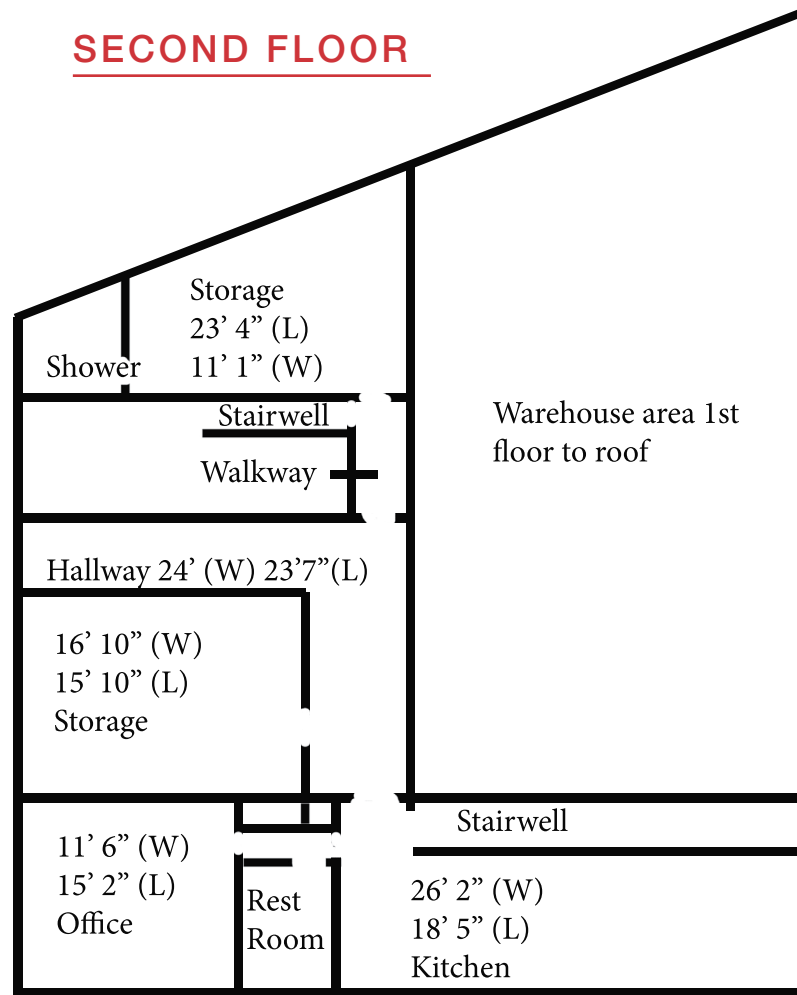 SECOND FLOOR
Storage
23’ 4” (L)
11’ 1” (W)
Shower
Stairwell
Walkway
Warehouse area 1st
floor to roof
Hallway 24’ (W) 23’7”(L)
16’ 10” (W)
15’ 10” (L)
Storage
Stairwell
11’ 6” (W)
15’ 2” (L)
Office
Rest
Room
26’ 2” (W)
18’ 5” (L)
Kitchen